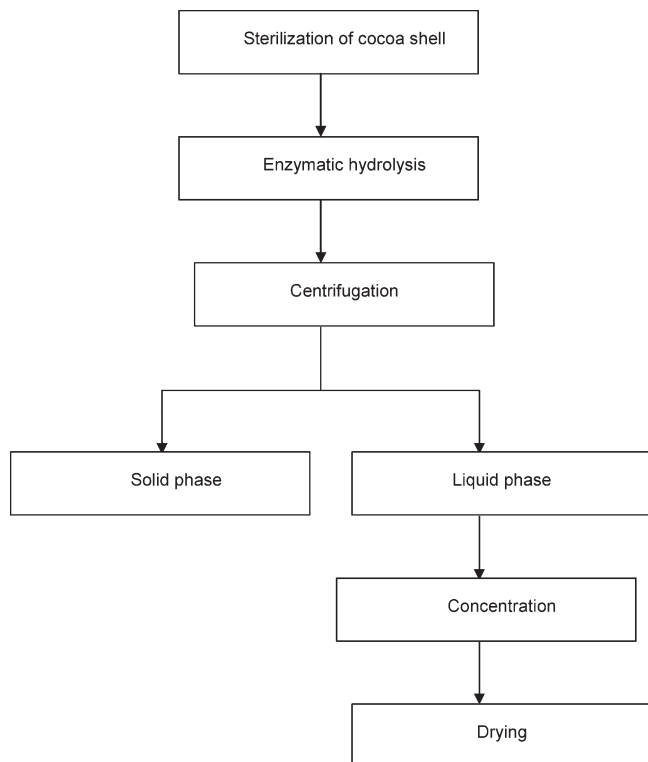 Sterilization of cocoa shell
Enzymatic hydrolysis
Centrifugation
Solid phase
Liquid phase
Concentration
Drying